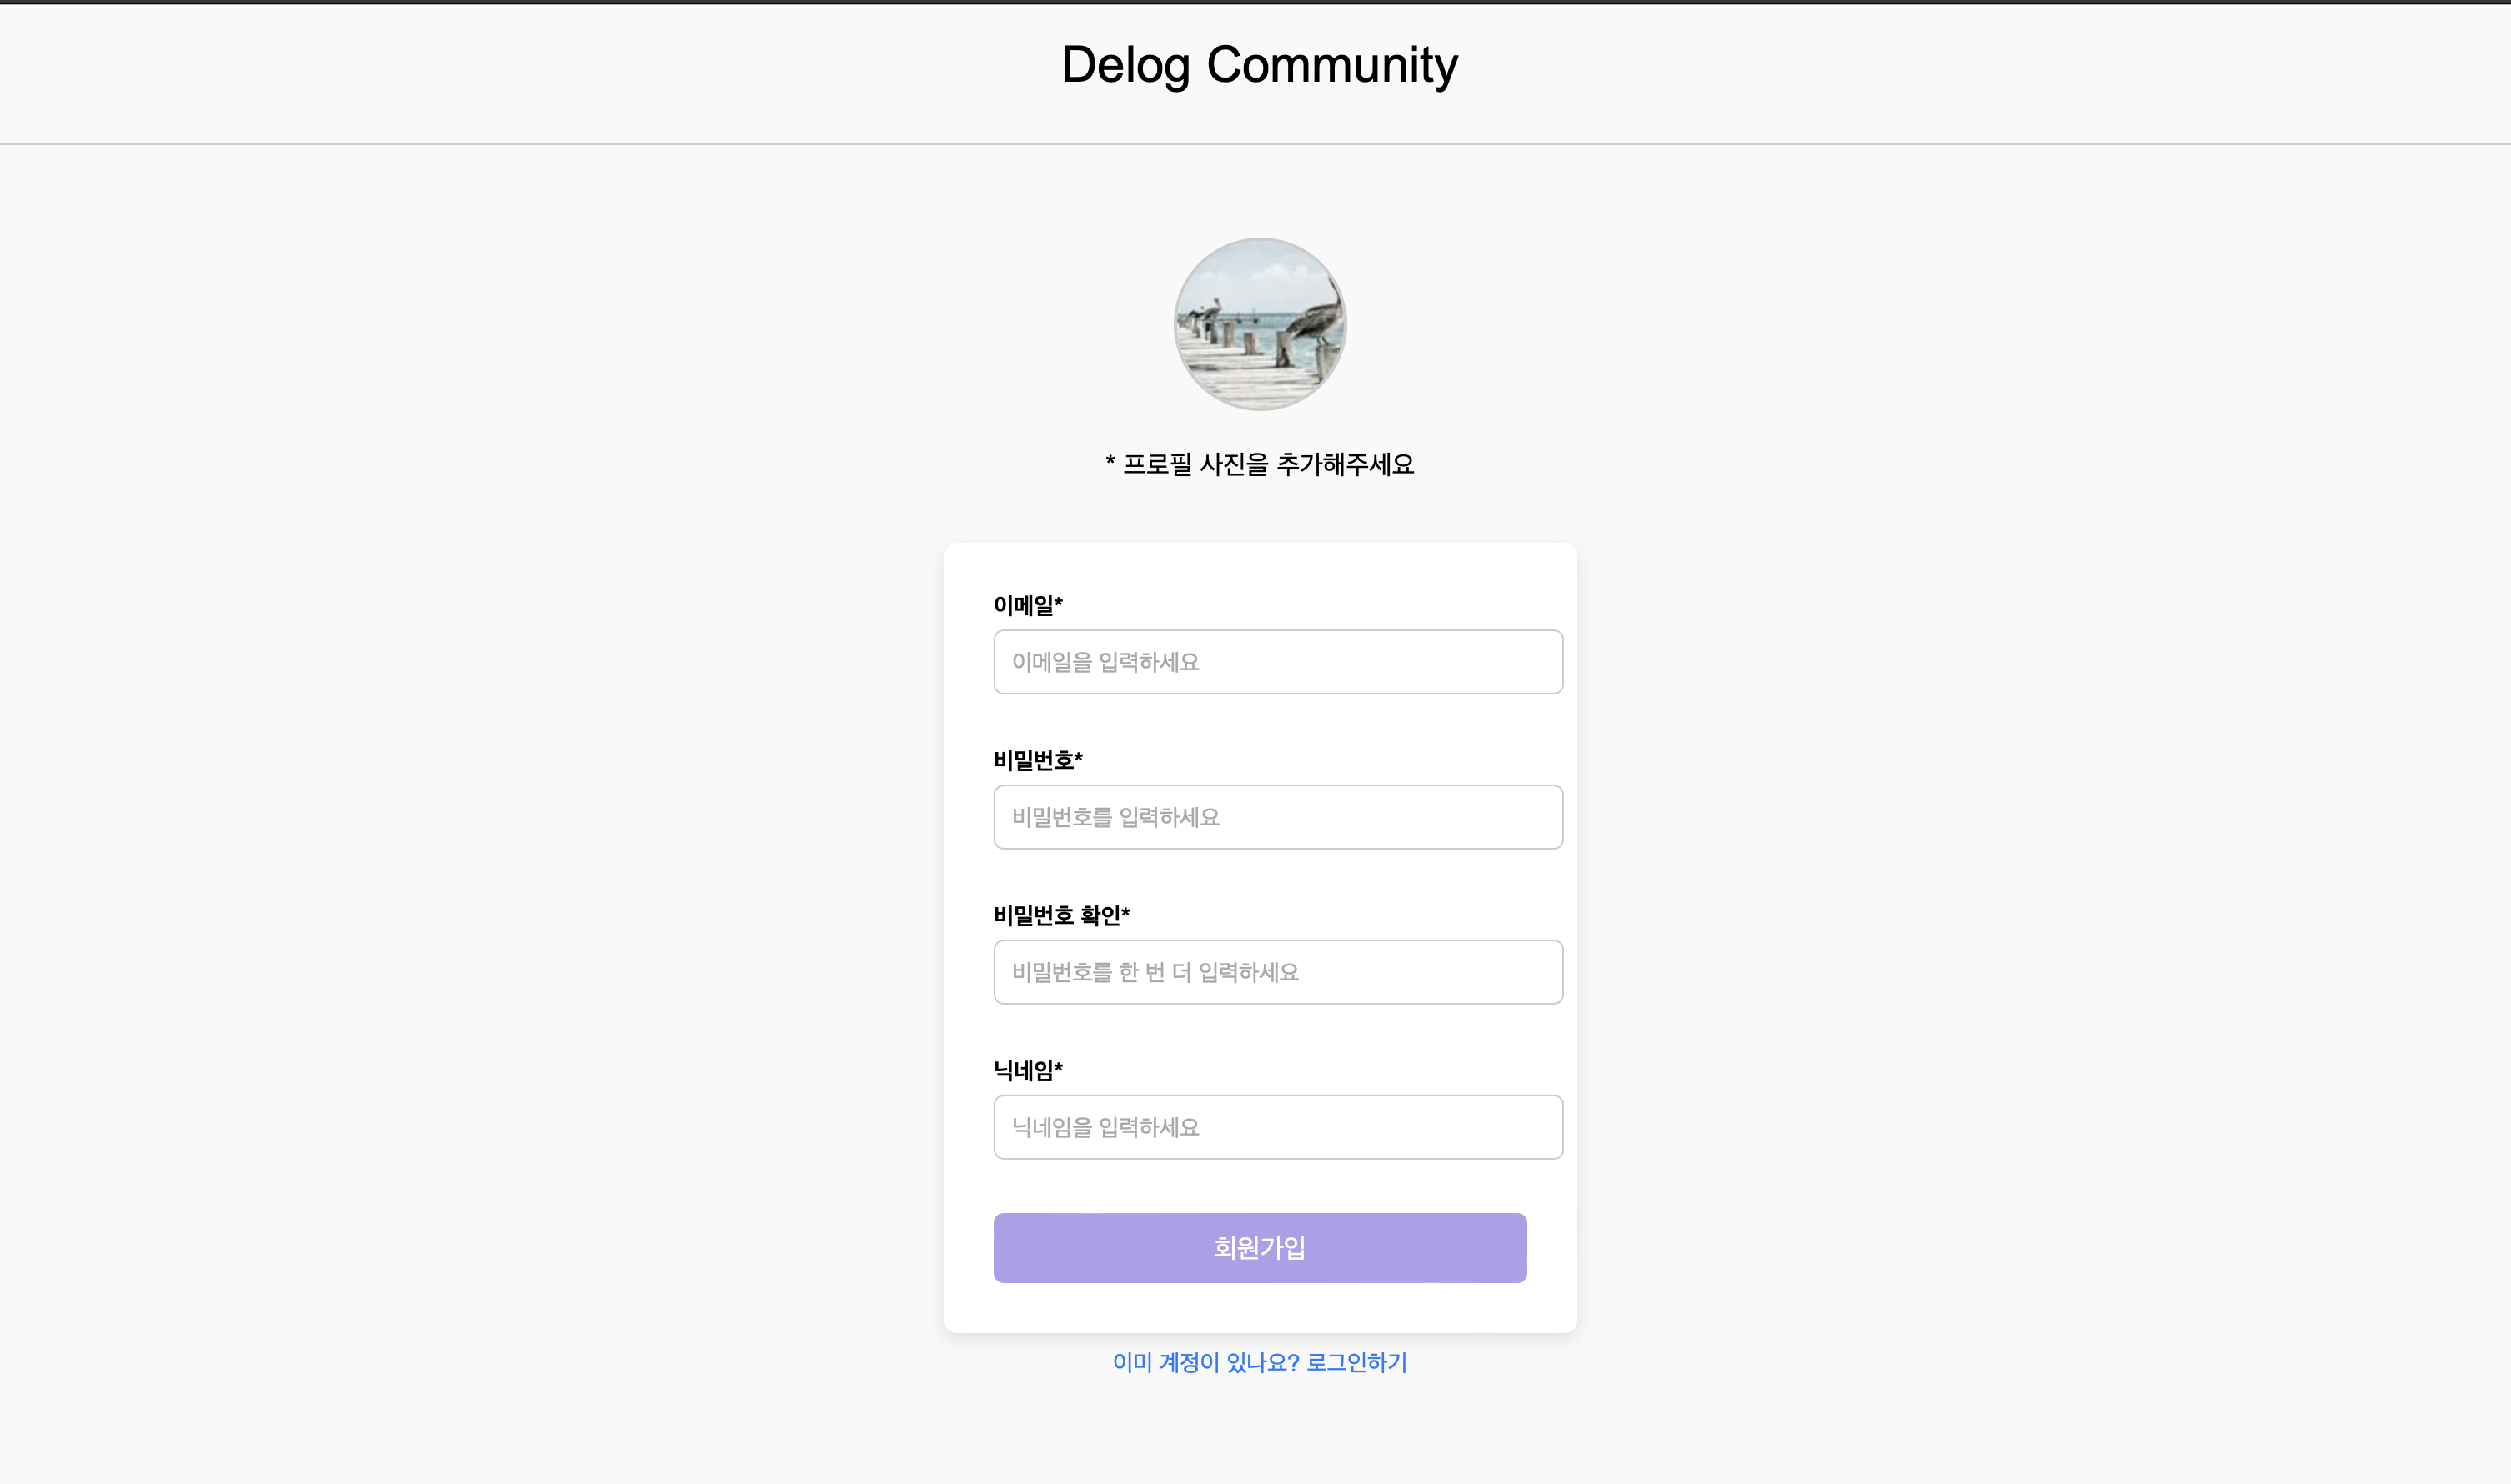 Delog Community
* 프로필 사진을 추가해주세요
이메일*
이메일을 입력하세요
비밀번호*
비밀번호를 입력하세요
비밀번호 확인*
비밀번호를 한 번 더 입력하세요
닉네임*
닉네임을 입력하세요
회원가입
이미 계정이 있나요? 로그인하기